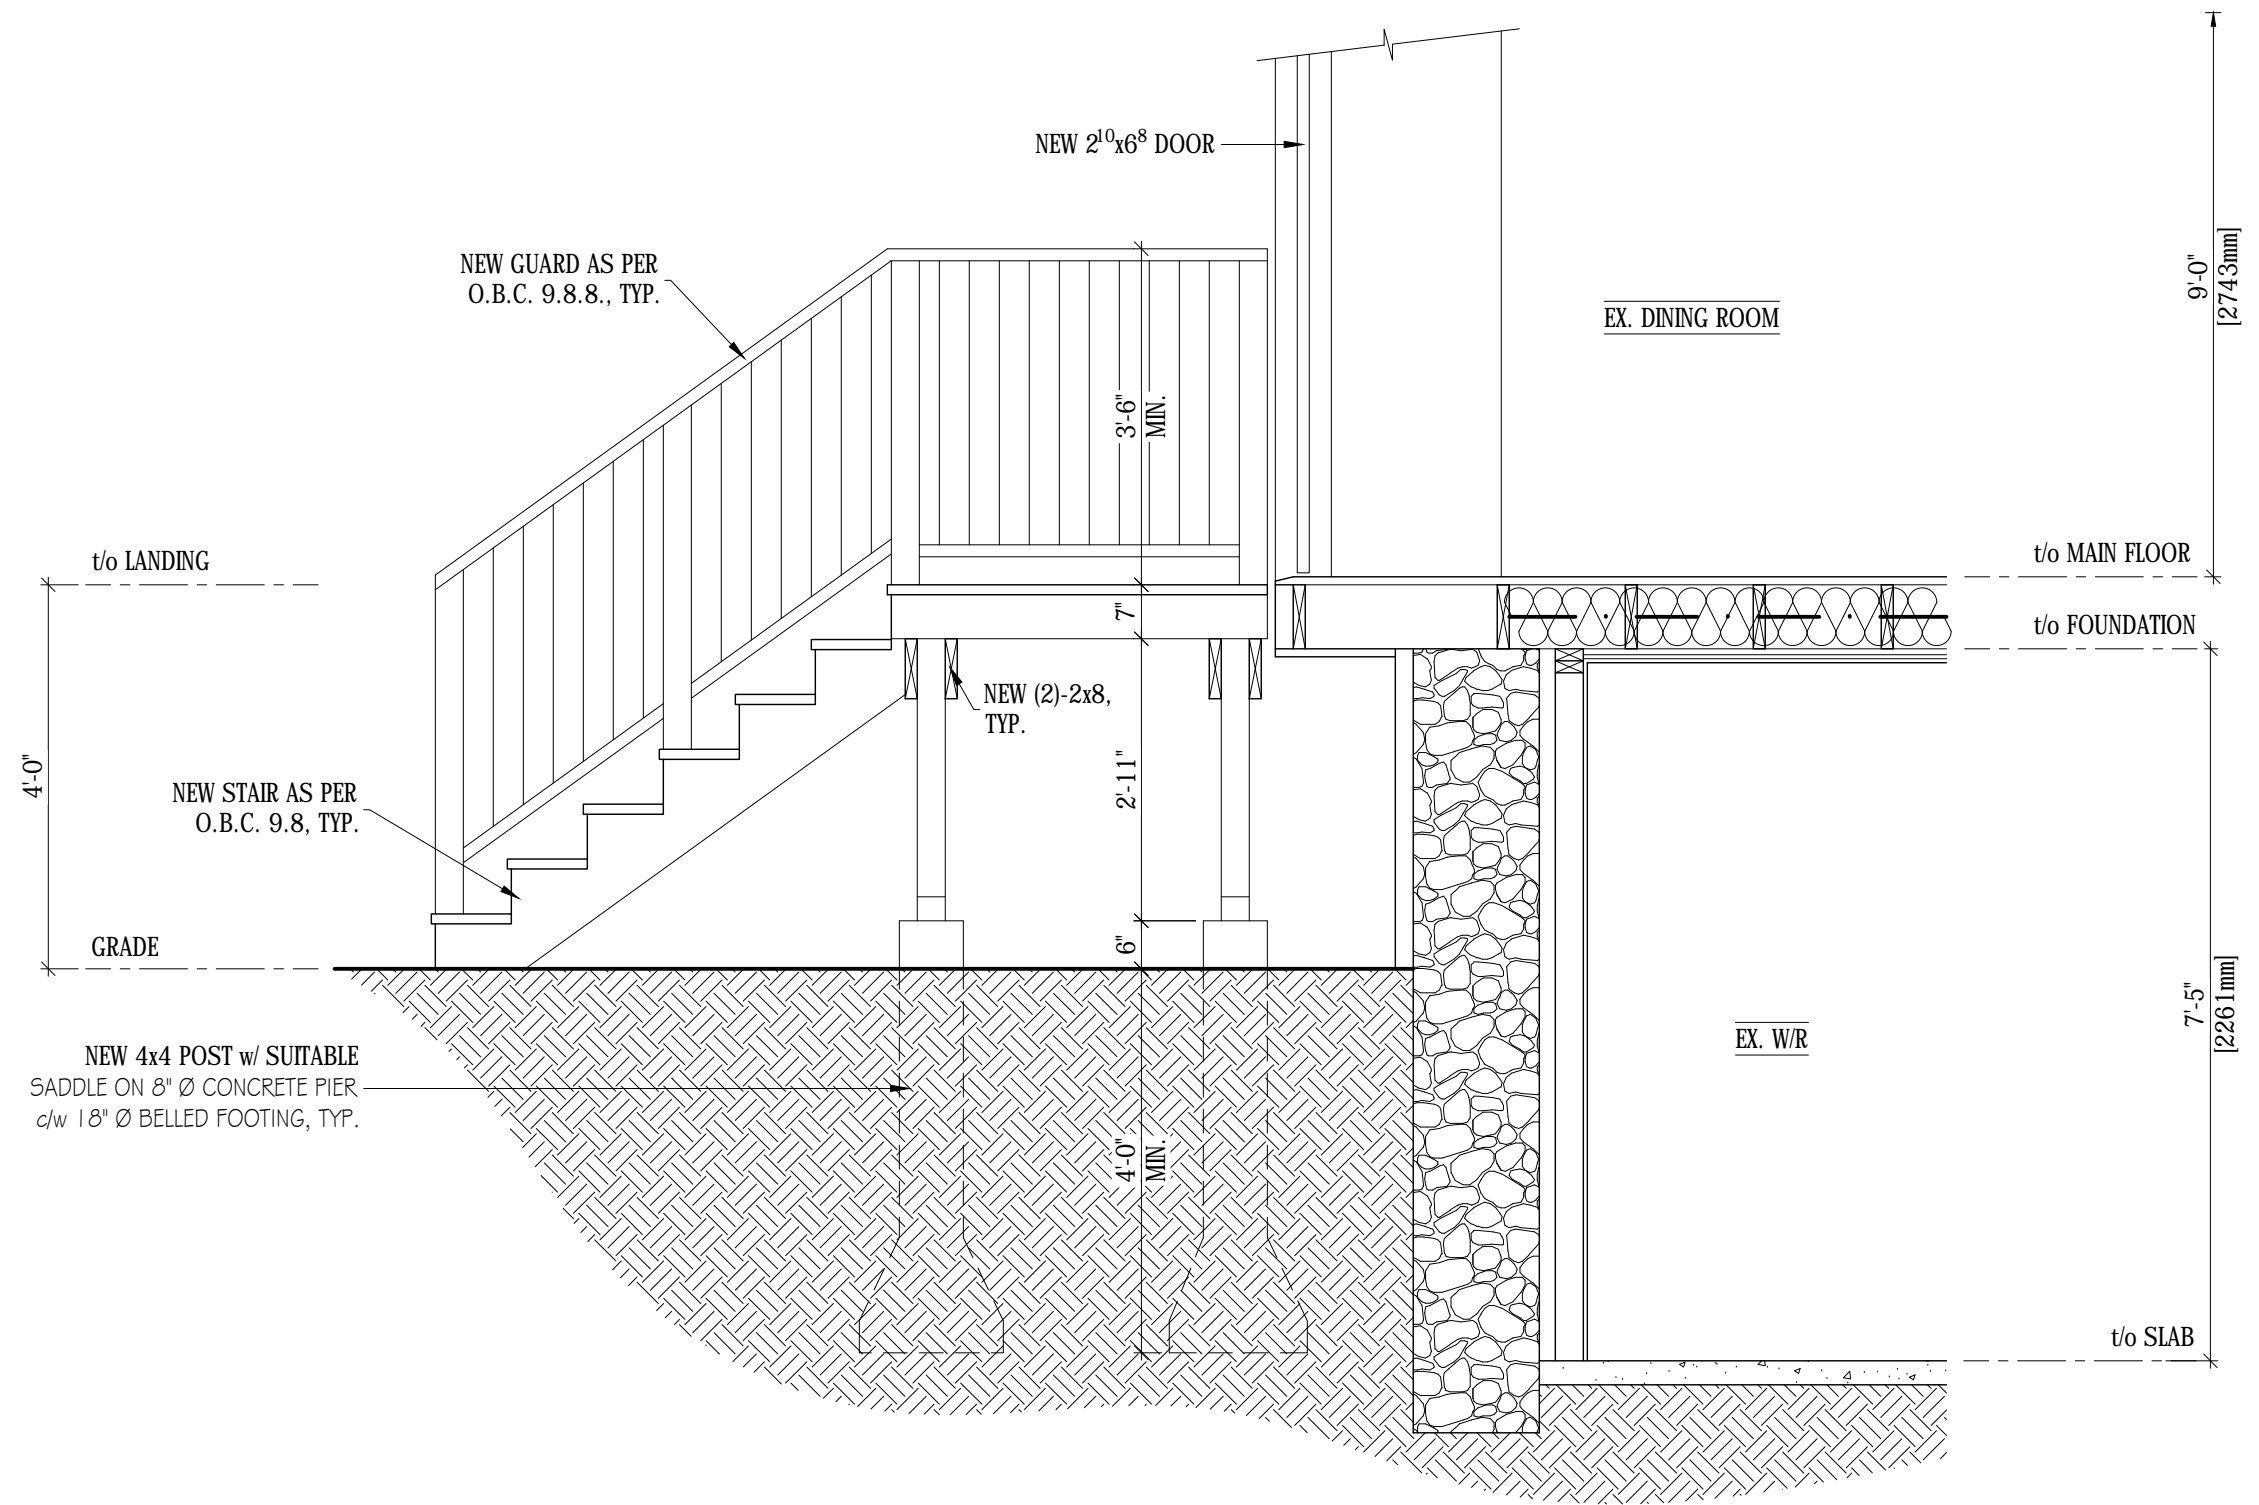 NEW 2¹⁰x6⁸ DOOR
NEW GUARD AS PER
O.B.C. 9.8.8., TYP.
9'-0"
[2743mm]
EX. DINING ROOM
3'-6"
MIN.
t/o LANDING
t/o MAIN FLOOR
7"
t/o FOUNDATION
NEW (2)-2x8,
TYP.
4'-0"
2'-11"
NEW STAIR AS PER
O.B.C. 9.8, TYP.
GRADE
6"
7'-5"
[2261mm]
EX. W/R
NEW 4x4 POST w/ SUITABLE
SADDLE ON 8" Ø CONCRETE PIER
c/w 18" Ø BELLED FOOTING, TYP.
4'-0"
MIN.
t/o SLAB